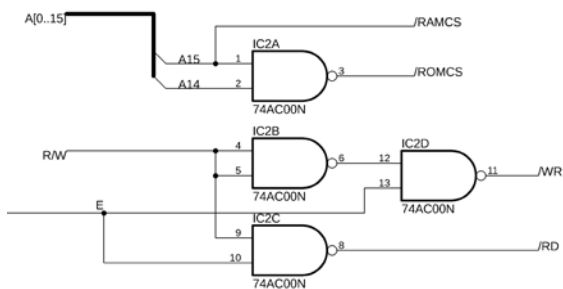 A[0..15]
/RAMCS
IC2A
A15
1
3
/ROMCS
A14
2
74AC00N
IC2B
IC2D
R/W
4
6
12
5
11
/WR
13
74AC00N
74AC00N
E
IC2C
9
8
/RD
10
74AC00N